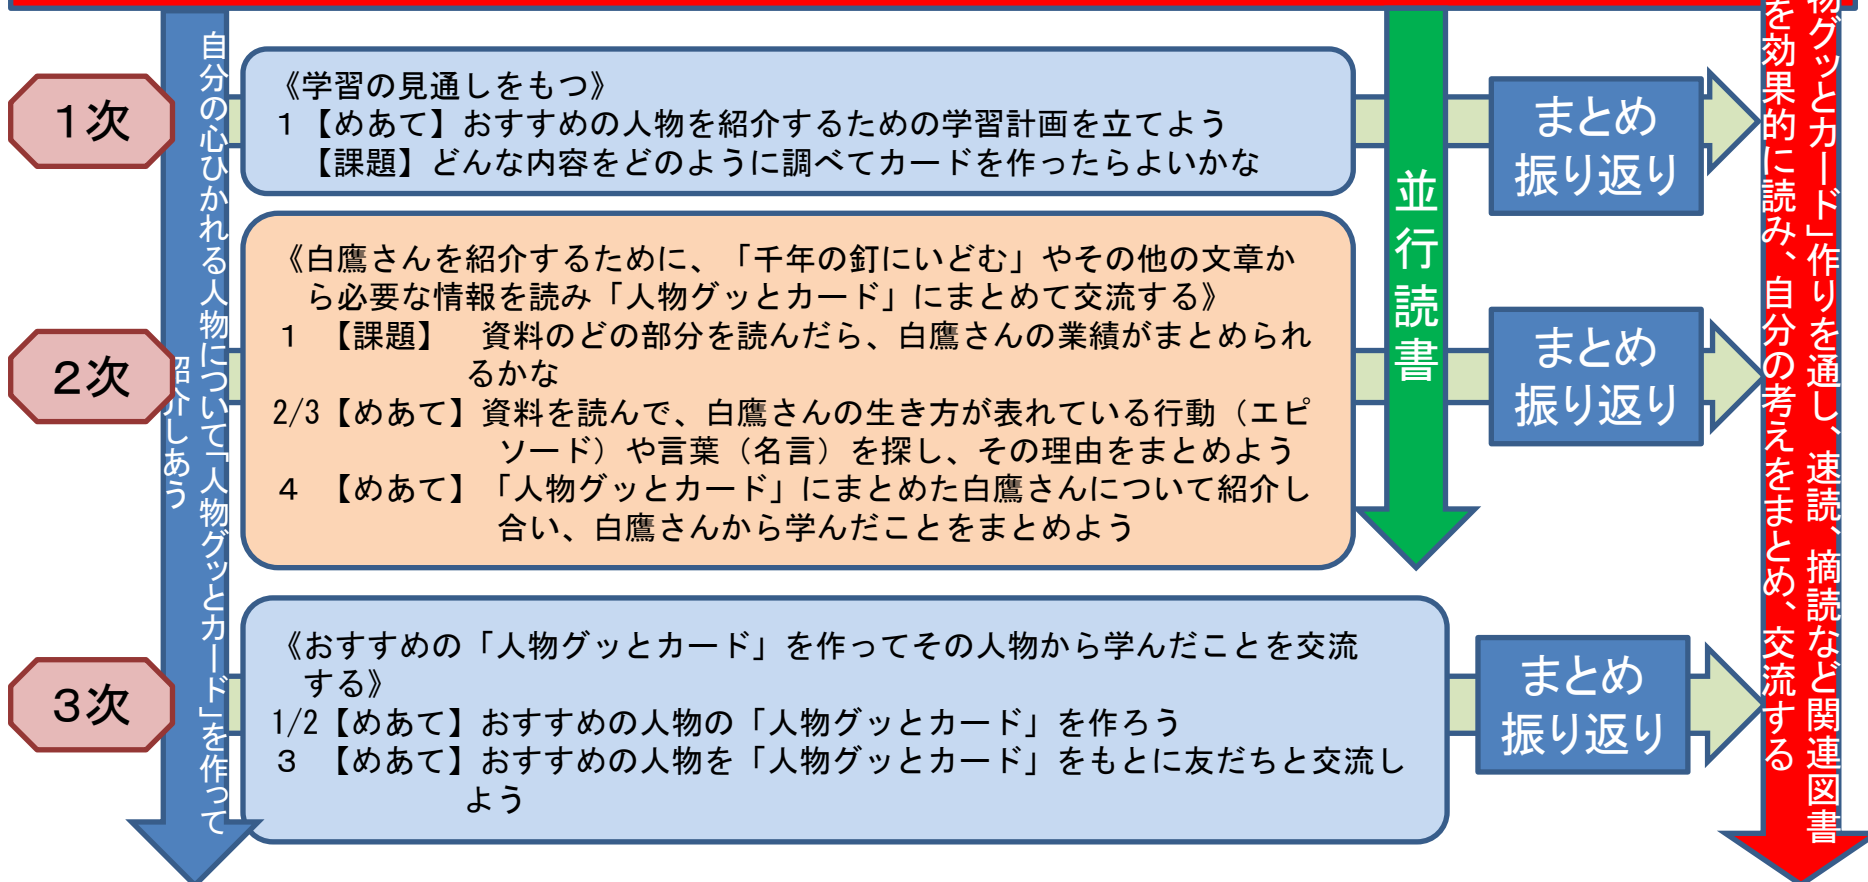 自分の心ひかれる人物について「人物グッとカード」を作って
紹介しあう
1次
《学習の見通しをもつ》
1【めあて】おすすめの人物を紹介するための学習計画を立てよう
【課題】どんな内容をどのように調べてカードを作ったらよいかな
まとめ
振り返り
2次
《白鷹さんを紹介するために、「千年の釘にいどむ」やその他の文章か
ら必要な情報を読み「人物グッとカード」にまとめて交流する》
1 【課題】 資料のどの部分を読んだら、白鷹さんの業績がまとめられ
るかな
2/3【めあて】資料を読んで、白鷹さんの生き方が表れている行動（エピ
ソード）や言葉（名言）を探し、その理由をまとめよう
4 【めあて】「人物グッとカード」にまとめた白鷹さんについて紹介し
合い、白鷹さんから学んだことをまとめよう
まとめ
振り返り
3次
《おすすめの「人物グッとカード」を作ってその人物から学んだことを交流
する》
1/2【めあて】おすすめの人物の「人物グッとカード」を作ろう
3 【めあて】おすすめの人物を「人物グッとカード」をもとに友だちと交流し
よう
まとめ
振り返り
並行読書
物グッとカード」作りを通し、速読、摘読など関連図書
を効果的に読み、自分の考えをまとめ、交流する